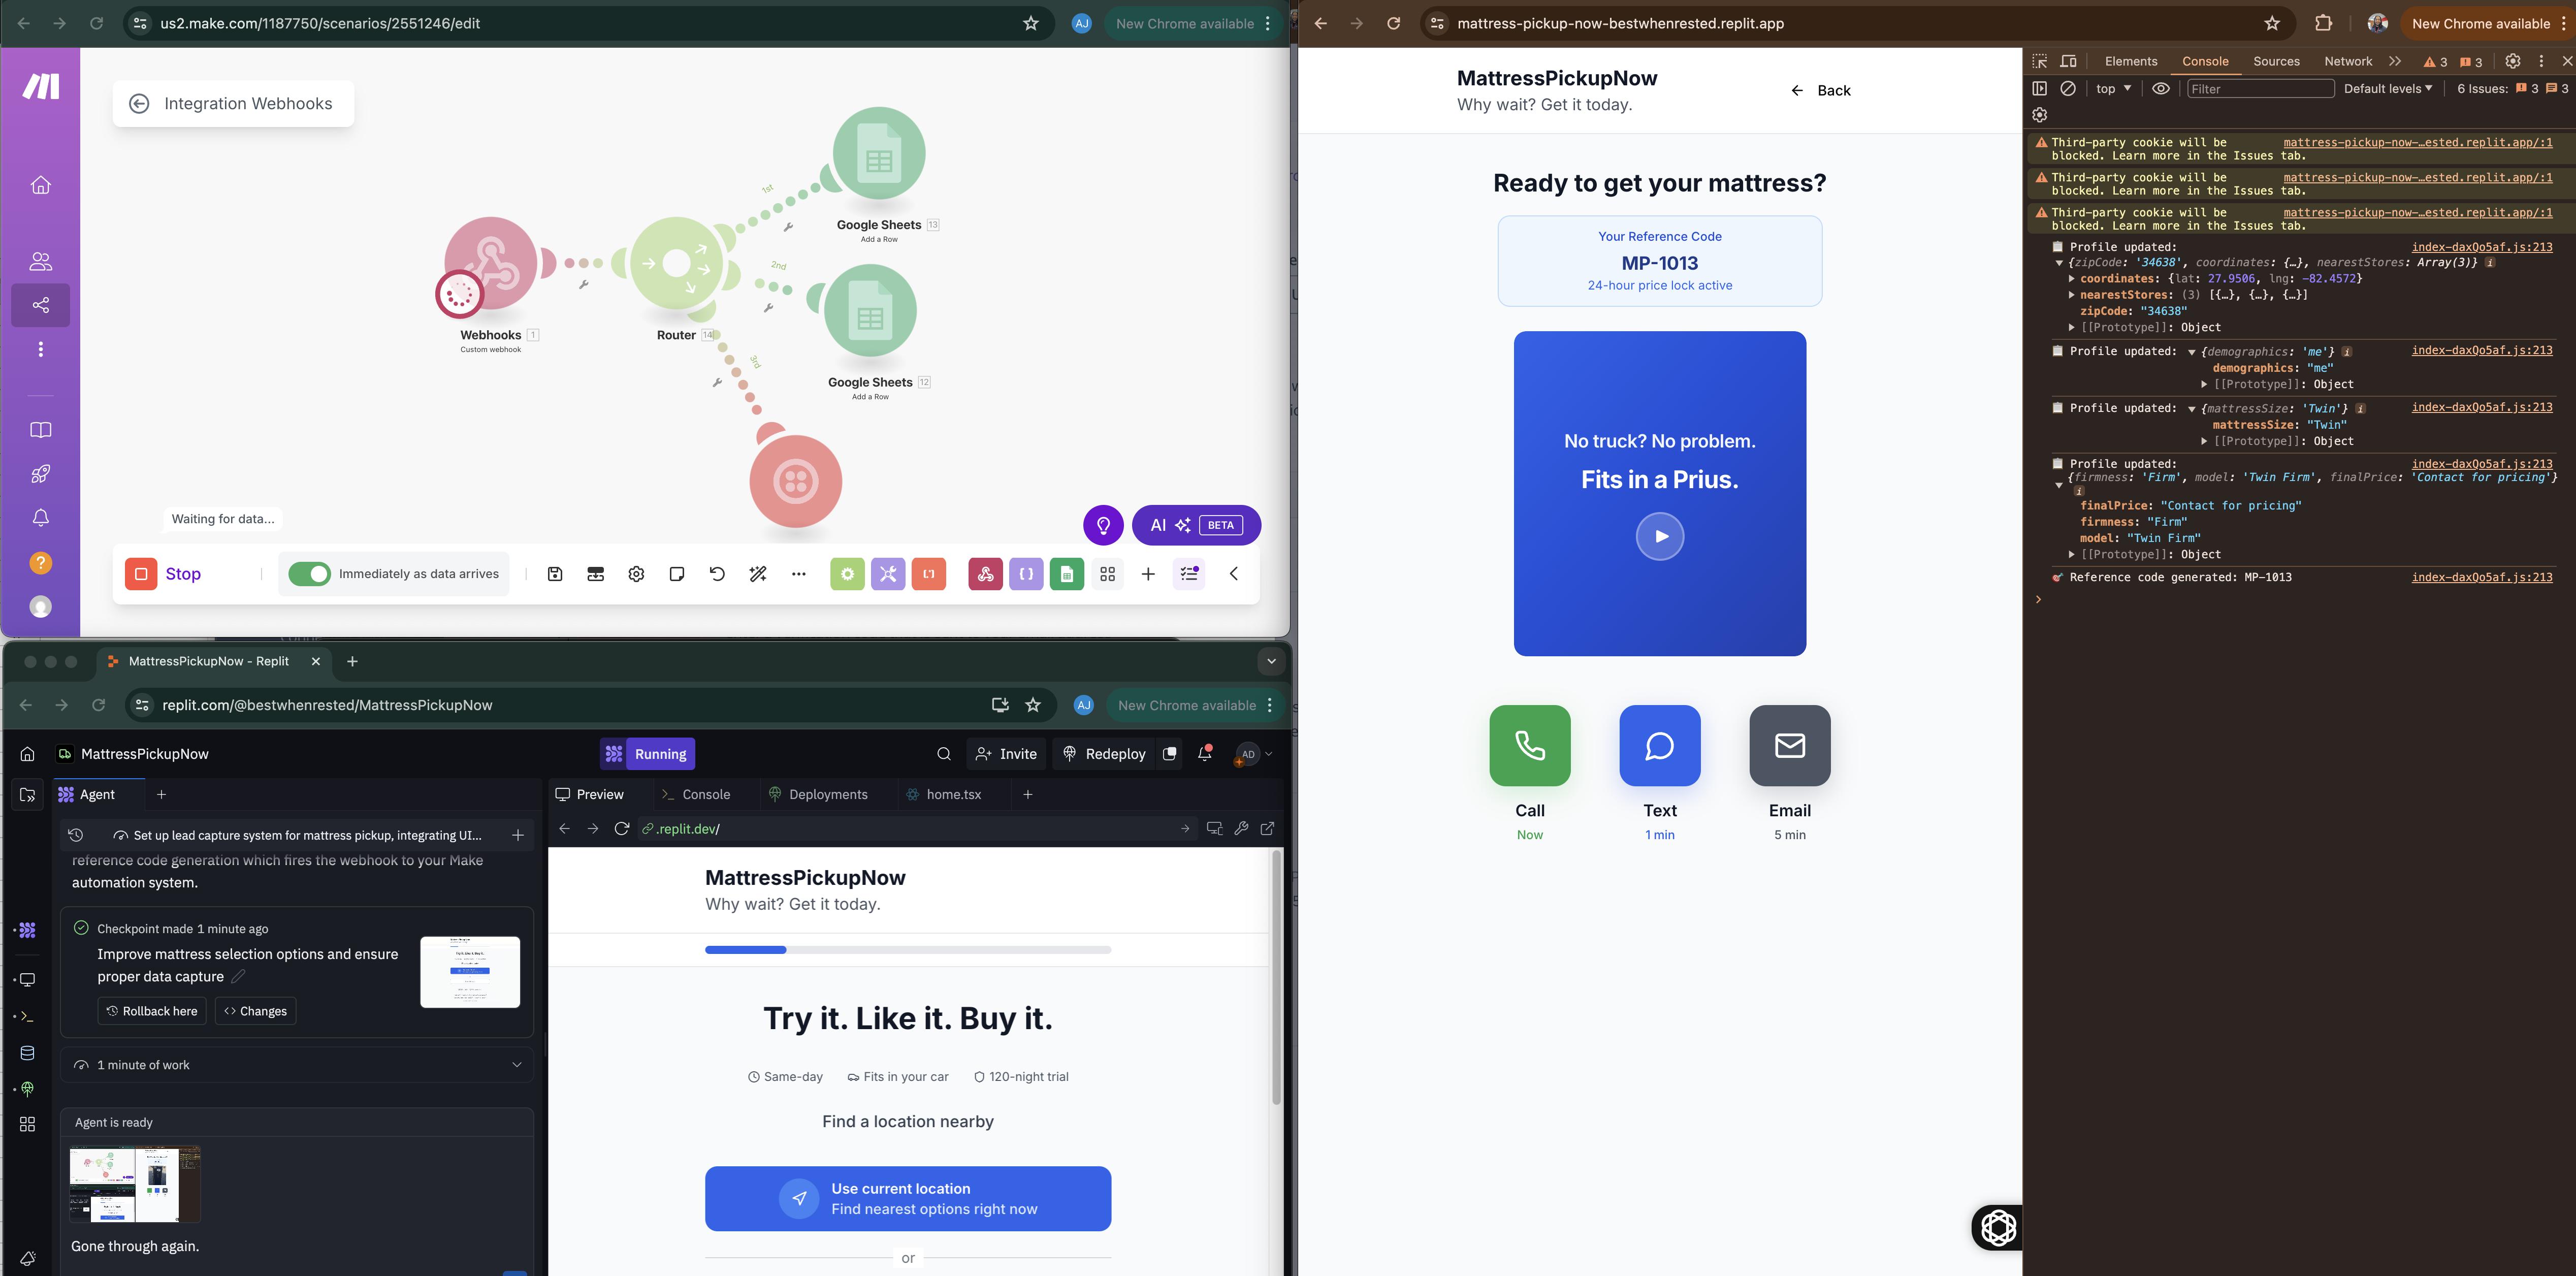 us2.make.com/1187750/scenarios/2551246/edit
AJ
New Chrome available
Integration Webhooks
1st
Google Sheets 13
Add a Row
2nd
Webhooks 1
Custom webhook
Router 14
3rd
Google Sheets 12
Add a Row
Waiting for data...
AI BETA
Stop
Immediately as data arrives
?
MattressPickupNow - Replit
replit.com/@bestwhenrested/MattressPickupNow
AJ
New Chrome available
MattressPickupNow
Running
Invite
Redeploy
AD
Agent
Preview
Console
Deployments
home.tsx
Set up lead capture system for mattress pickup, integrating UI...
.replit.dev/
reference code generation which fires the webhook to your Make
automation system.
Checkpoint made 1 minute ago
Improve mattress selection options and ensure
proper data capture
Rollback here
Changes
1 minute of work
Agent is ready
Gone through again.
MattressPickupNow
Why wait? Get it today.
Try it. Like it. Buy it.
Same-day
Fits in your car
120-night trial
Find a location nearby
Use current location
Find nearest options right now
or
mattress-pickup-now-bestwhenrested.replit.app
New Chrome available
MattressPickupNow
Why wait? Get it today.
Back
Ready to get your mattress?
Your Reference Code
MP-1013
24-hour price lock active
No truck? No problem.
Fits in a Prius.
Call
Now
Text
1 min
Email
5 min
Elements
Console
Sources
Network
3
3
top
Filter
Default levels
6 Issues: 3 3
Third-party cookie will be mattress-pickup-now-…ested.replit.app/:1
blocked. Learn more in the Issues tab.
Third-party cookie will be mattress-pickup-now-…ested.replit.app/:1
blocked. Learn more in the Issues tab.
Third-party cookie will be mattress-pickup-now-…ested.replit.app/:1
blocked. Learn more in the Issues tab.
Profile updated: index-daxQo5af.js:213
{zipCode: '34638', coordinates: {…}, nearestStores: Array(3)}
coordinates: {lat: 27.9506, lng: -82.4572}
nearestStores: (3) [{…}, {…}, {…}]
zipCode: "34638"
[[Prototype]]: Object
Profile updated: {demographics: 'me'} index-daxQo5af.js:213
demographics: "me"
[[Prototype]]: Object
Profile updated: {mattressSize: 'Twin'} index-daxQo5af.js:213
mattressSize: "Twin"
[[Prototype]]: Object
Profile updated: index-daxQo5af.js:213
{firmness: 'Firm', model: 'Twin Firm', finalPrice: 'Contact for pricing'}
finalPrice: "Contact for pricing"
firmness: "Firm"
model: "Twin Firm"
[[Prototype]]: Object
Reference code generated: MP-1013 index-daxQo5af.js:213